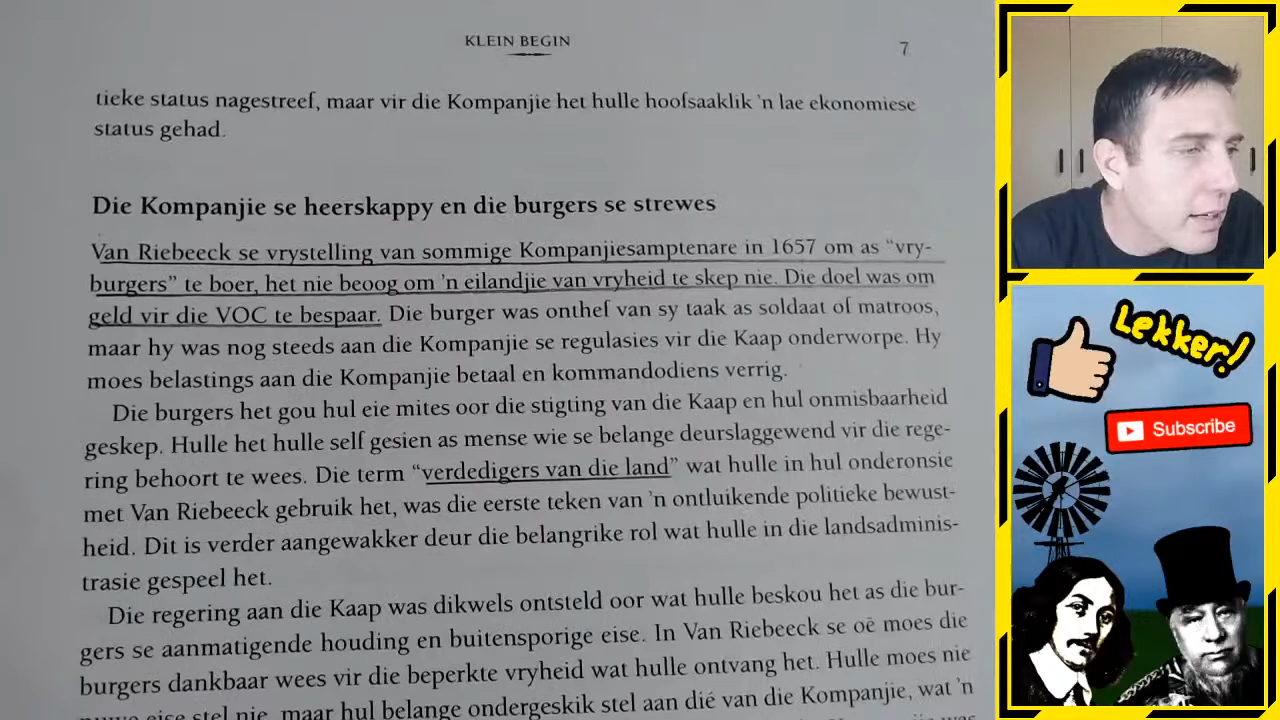 KLEIN BEGIN
7
tieke status nagestreef, maar vir die Kompanjie het hulle hoofsaaklik 'n lae ekonomiese
status gehad.
Die Kompanjie se heerskappy en die burgers se strewes
Van Riebeeck se vrystelling van sommige Kompanjiesamptenare in 1657 om as “vry-
burgers” te boer, het nie beoog om 'n eilandjie van vryheid te skep nie. Die doel was om
geld vir die VOC te bespaar. Die burger was onthef van sy taak as soldaat of matroos,
maar hy was nog steeds aan die Kompanjie se regulasies vir die Kaap onderworpe. Hy
moes belastings aan die Kompanjie betaal en kommandodiens verrig.
Die burgers het gou hul eie mites oor die stigting van die Kaap en hul onmisbaarheid
geskep. Hulle het hulle self gesien as mense wie se belange deurslaggewend vir die rege-
ring behoort te wees. Die term “verdedigers van die land” wat hulle in hul onderonsie
met Van Riebeeck gebruik het, was die eerste teken van 'n ontluikende politieke bewust-
heid. Dit is verder aangewakker deur die belangrike rol wat hulle in die landsadminis-
trasie gespeel het.
Die regering aan die Kaap was dikwels ontsteld oor wat hulle beskou het as die bur-
gers se aanmatigende houding en buitensporige eise. In Van Riebeeck se oë moes die
burgers dankbaar wees vir die beperkte vryheid wat hulle ontvang het. Hulle moes nie
nuwe eise stel nie, maar hul belange ondergeskik stel aan dié van die Kompanjie, wat 'n
Lekker!
Subscribe